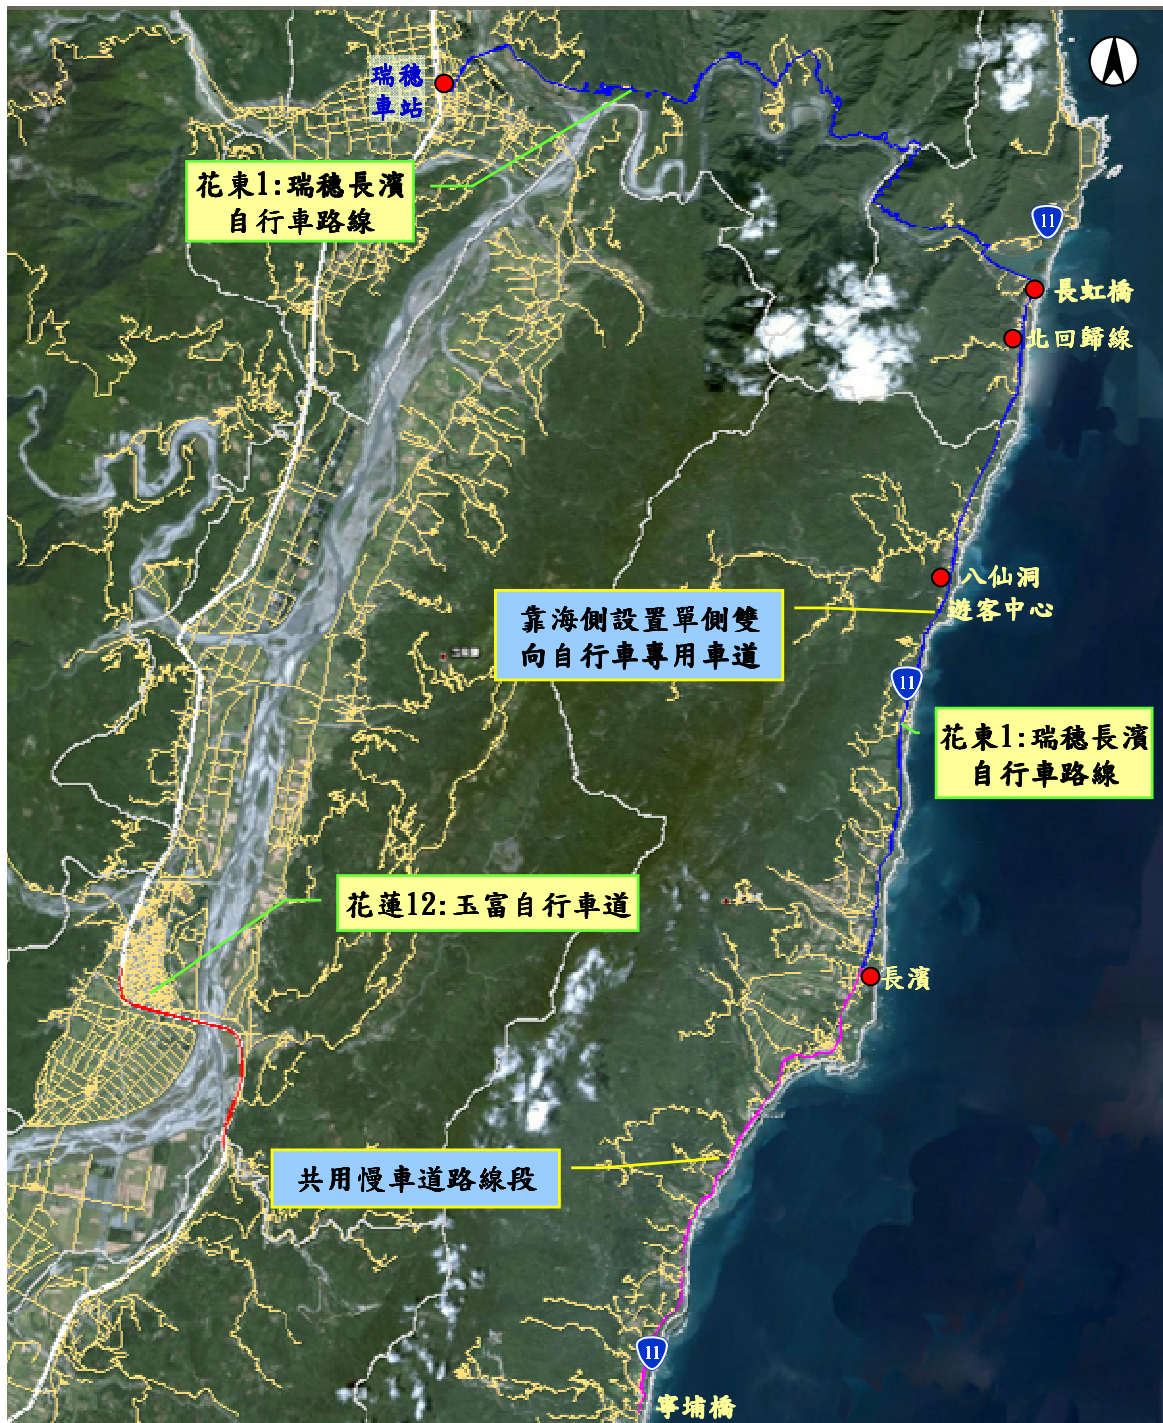 瑞穗
車站
花東1:瑞穗長濱
自行車路線
11
長虹橋
北回歸線
八仙洞
遊客中心
靠海側設置單側雙
向自行車專用車道
11
花東1:瑞穗長濱
自行車路線
花蓮12:玉富自行車道
長濱
共用慢車道路線段
11
寧埔橋